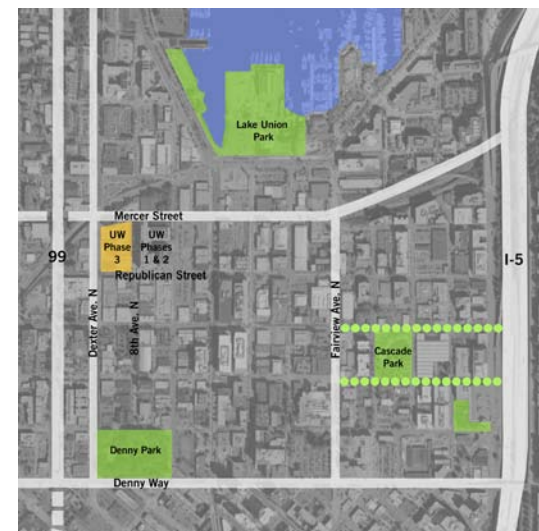 Lake Union
Park
Mercer Street
UW
Phase
3
UW
Phases
1 & 2
99
I-5
Republican Street
Dexter Ave, N
8th Ave, N
Fairview Ave, N
Cascade
Park
Denny Park
Denny Way